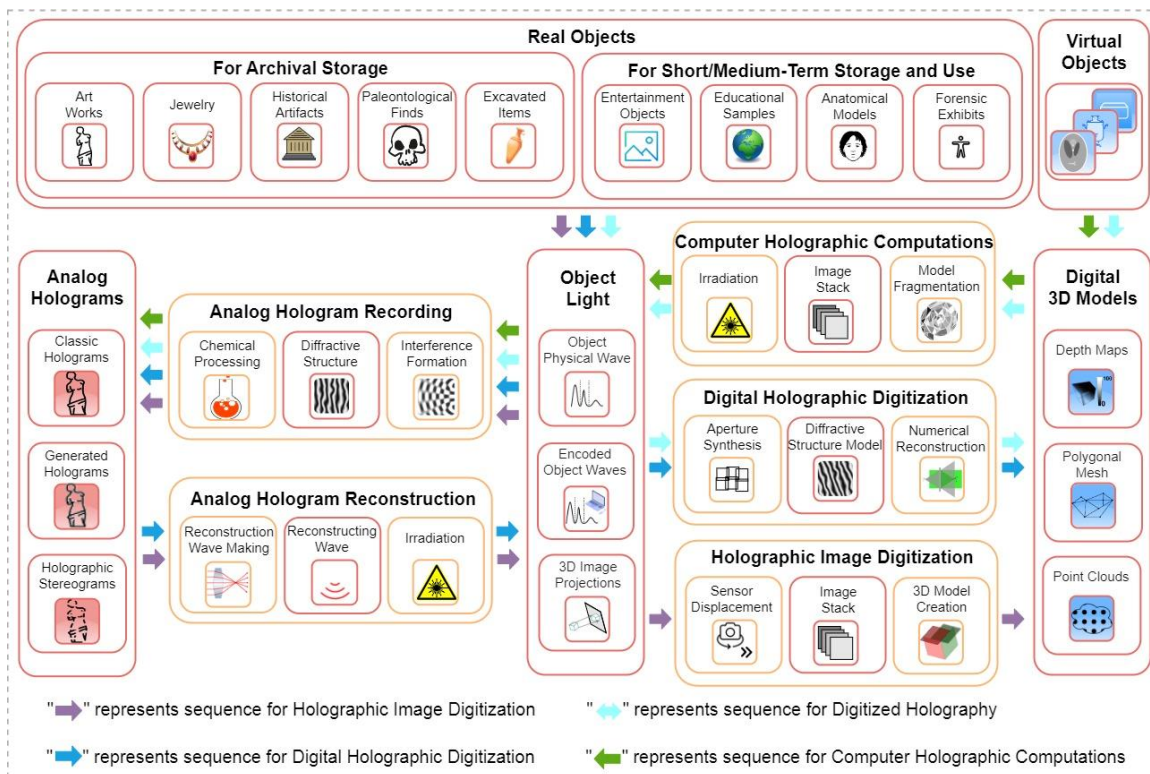 Real Objects
For Archival Storage
Art
Works
Jewelry
Historical
Artifacts
Paleontological
Finds
Excavated
Items
For Short/Medium-Term Storage and Use
Entertainment
Objects
Educational
Samples
Anatomical
Models
Forensic
Exhibits
Virtual
Objects
Analog
Holograms
Classic
Holograms
Generated
Holograms
Holographic
Stereograms
Analog Hologram Recording
Chemical
Processing
Diffractive
Structure
Interference
Formation
Analog Hologram Reconstruction
Reconstruction
Wave Making
Reconstructing
Wave
Irradiation
Object
Light
Object
Physical Wave
Encoded
Object Waves
3D Image
Projections
Computer Holographic Computations
Irradiation
Image
Stack
Model
Fragmentation
Digital Holographic Digitization
Aperture
Synthesis
Diffractive
Structure Model
Numerical
Reconstruction
Holographic Image Digitization
Sensor
Displacement
Image
Stack
3D Model
Creation
Digital
3D Models
Depth Maps
100
0
Polygonal
Mesh
Point Clouds
" " represents sequence for Holographic Image Digitization
" " represents sequence for Digitized Holography
" " represents sequence for Digital Holographic Digitization
" " represents sequence for Computer Holographic Computations